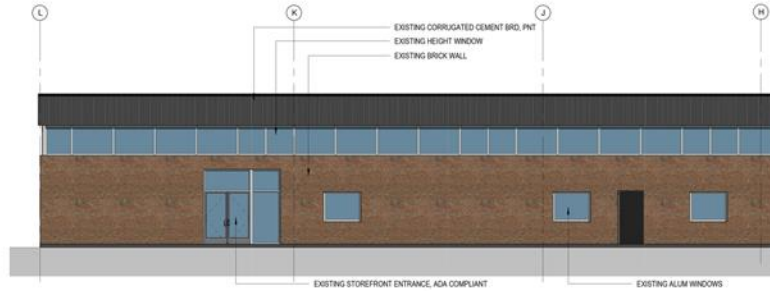 L
K
J
H
EXISTING CORRUGATED CEMENT BRD, PNT
EXISTING HEIGHT WINDOW
EXISTING BRICK WALL
EXISTING STOREFRONT ENTRANCE, ADA COMPLIANT
EXISTING ALUM WINDOWS